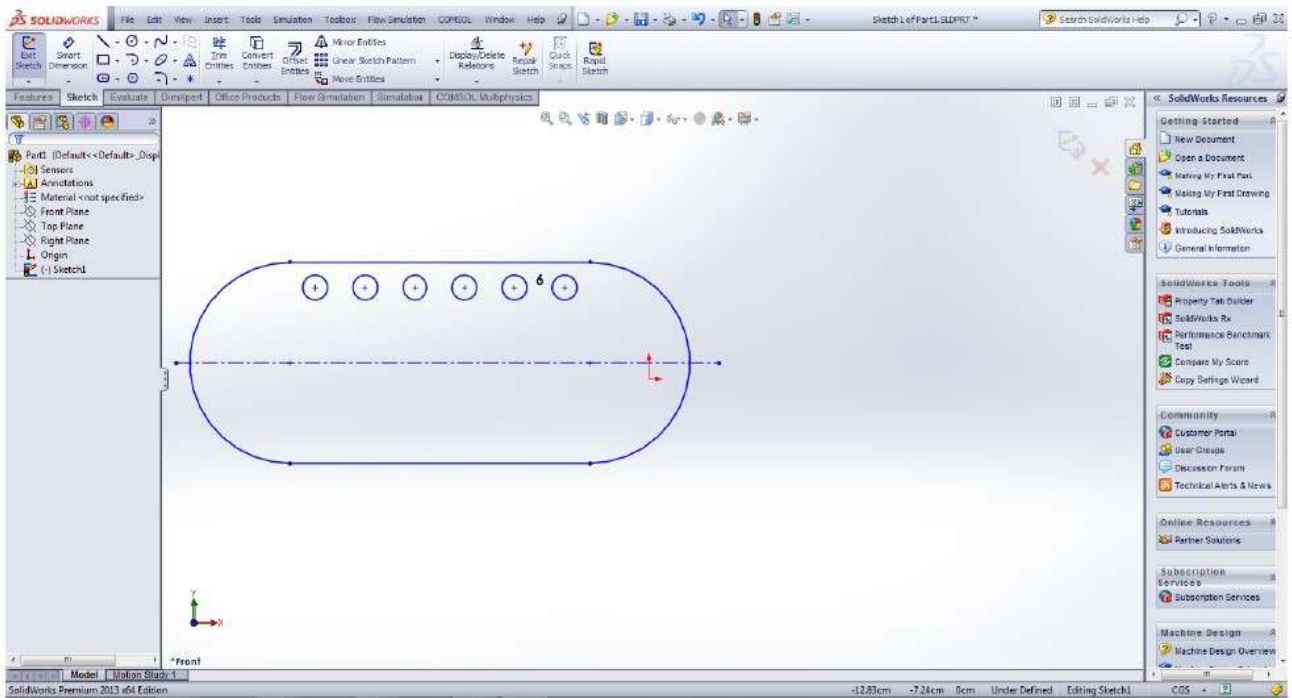 SOLIDWORKS File Edit View Insert Tools Simulation Toolbox Flow Simulation COMSOL Window Help Sketch1 of Part1.SLDPRT * Search SolidWorks Help
Exit Sketch Smart Dimension Trim Entities Convert Entities Offset Entities Mirror Entities Linear Sketch Pattern Move Entities Display/Delete Relations Repair Sketch Quick Snaps Rapid Sketch
Features Sketch Evaluate DimXpert Office Products Flow Simulation Simulation COMSOL Multiphysics
Part1 (Default<<Default>_Displ
Sensors
Annotations
Material <not specified>
Front Plane
Top Plane
Right Plane
Origin
(-) Sketch1
6
Y
X
*Front
SolidWorks Resources
Getting Started
New Document
Open a Document
Making My First Part
Making My First Drawing
Tutorials
Introducing SolidWorks
General Information
SolidWorks Tools
Property Tab Builder
SolidWorks Rx
Performance Benchmark Test
Compare My Score
Copy Settings Wizard
Community
Customer Portal
User Groups
Discussion Forum
Technical Alerts & News
Online Resources
Partner Solutions
Subscription Services
Subscription Services
Machine Design
Machine Design Overview
Model Motion Study 1
SolidWorks Premium 2013 x64 Edition -12.83cm -7.24cm 0cm Under Defined Editing Sketch1 CGS